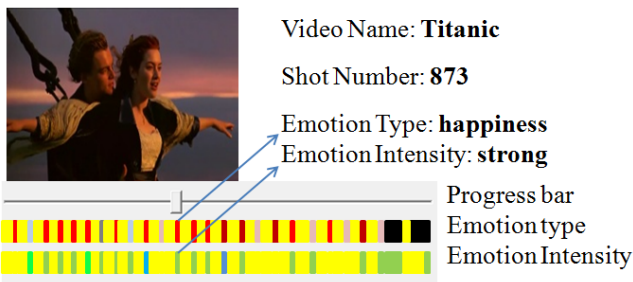 Video Name: Titanic
Shot Number: 873
Emotion Type: happiness
Emotion Intensity: strong
Progress bar
Emotion type
Emotion Intensity